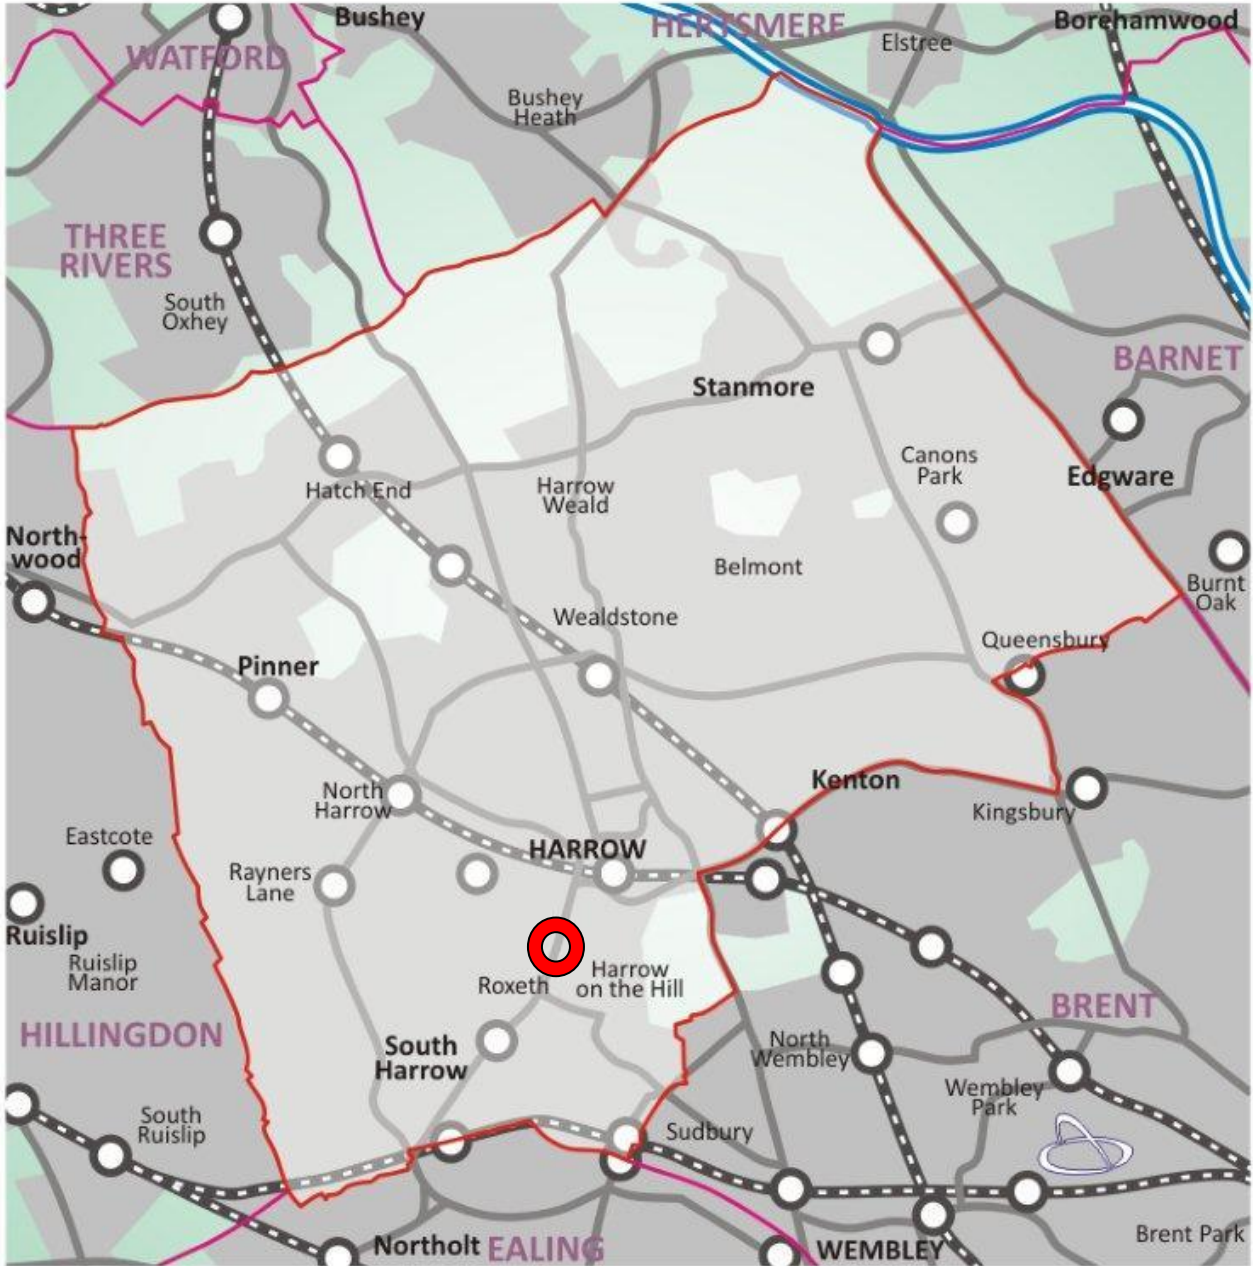 Bushey
HERTSMERE
Borehamwood
Elstree
WATFORD
Bushey
Heath
THREE
RIVERS
South
Oxhey
BARNET
Stanmore
Canons
Park
Edgware
Hatch End
Harrow
Weald
North-
wood
Belmont
Burnt
Oak
Wealdstone
Queensbury
Pinner
Kenton
North
Harrow
Kingsbury
Eastcote
HARROW
Rayners
Lane
Ruislip
Ruislip
Manor
Roxeth
Harrow
on the Hill
BRENT
HILLINGDON
South
Harrow
North
Wembley
Wembley
Park
South
Ruislip
Sudbury
Brent Park
Northolt
EALING
WEMBLEY